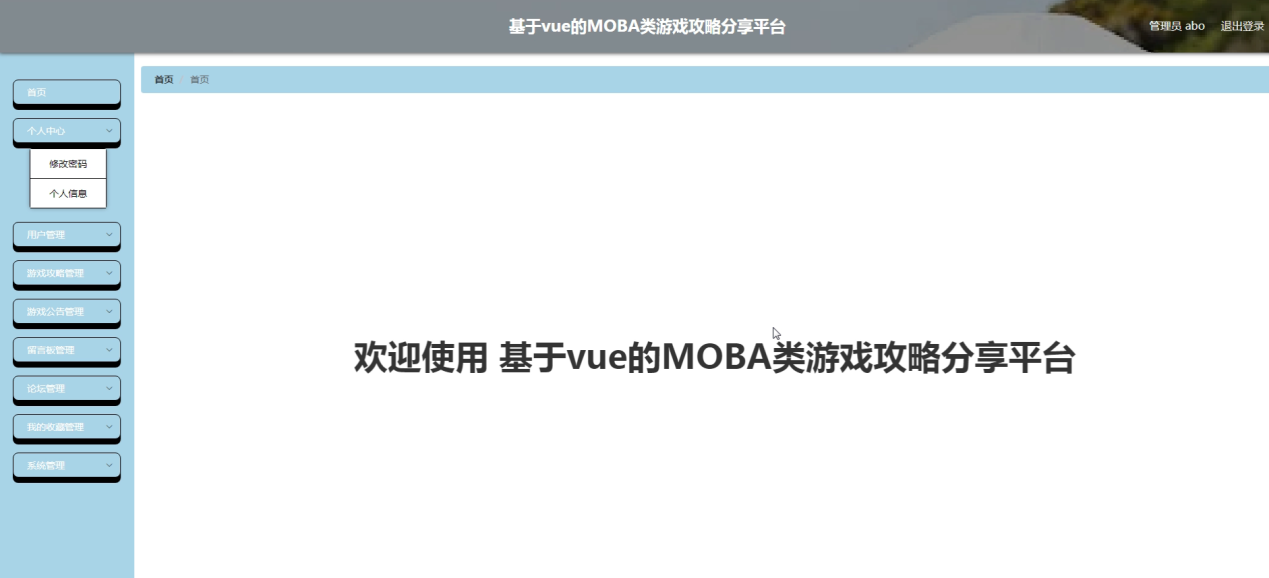 基于vue的MOBA类游戏攻略分享平台
管理员 abo 退出登录
首页
首页 首页
个人中心
修改密码
个人信息
用户管理
游戏攻略管理
游戏公告管理
留言板管理
论坛管理
我的收藏管理
系统管理
欢迎使用 基于vue的MOBA类游戏攻略分享平台